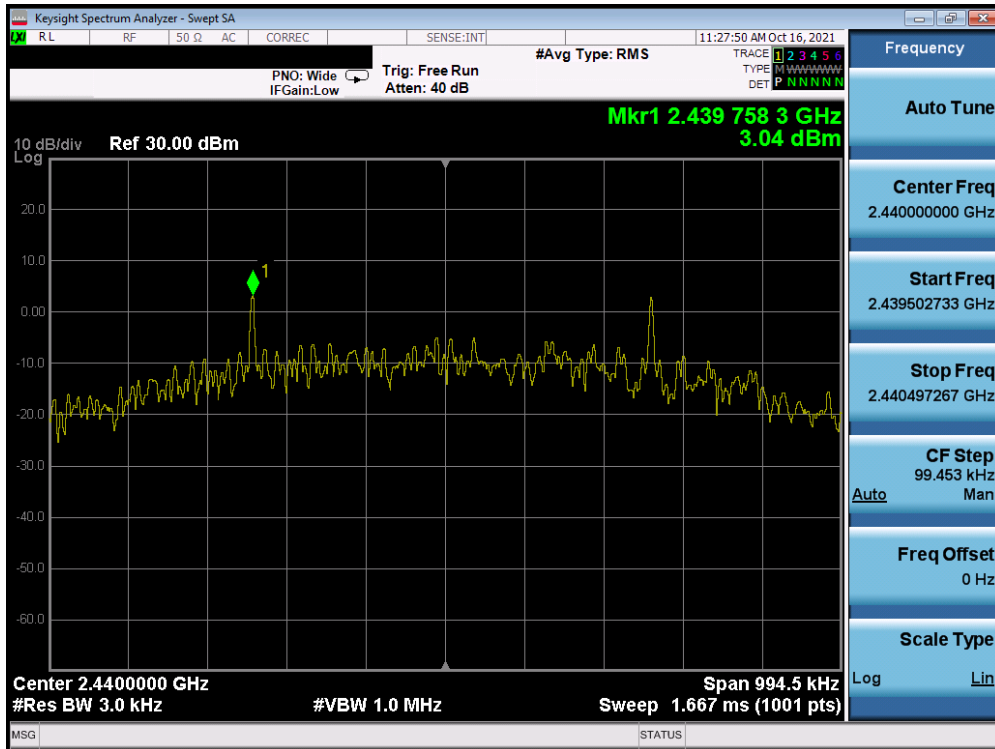 Keysight Spectrum Analyzer - Swept SA
LXI RL RF 50 Ω AC CORREC SENSE:INT 11:27:50 AM Oct 16, 2021
#Avg Type: RMS
TRACE 1 2 3 4 5 6
TYPE M WWWWW
DET P N N N N N
PNO: Wide
IFGain:Low
Trig: Free Run
Atten: 40 dB
Mkr1 2.439 758 3 GHz
3.04 dBm
10 dB/div
Log
Ref 30.00 dBm
1
20.0
10.0
0.00
-10.0
-20.0
-30.0
-40.0
-50.0
-60.0
Center 2.4400000 GHz
Span 994.5 kHz
#Res BW 3.0 kHz
#VBW 1.0 MHz
Sweep 1.667 ms (1001 pts)
MSG
STATUS
Frequency
Auto Tune
Center Freq
2.440000000 GHz
Start Freq
2.439502733 GHz
Stop Freq
2.440497267 GHz
CF Step
99.453 kHz
Auto Man
Freq Offset
0 Hz
Scale Type
Log Lin